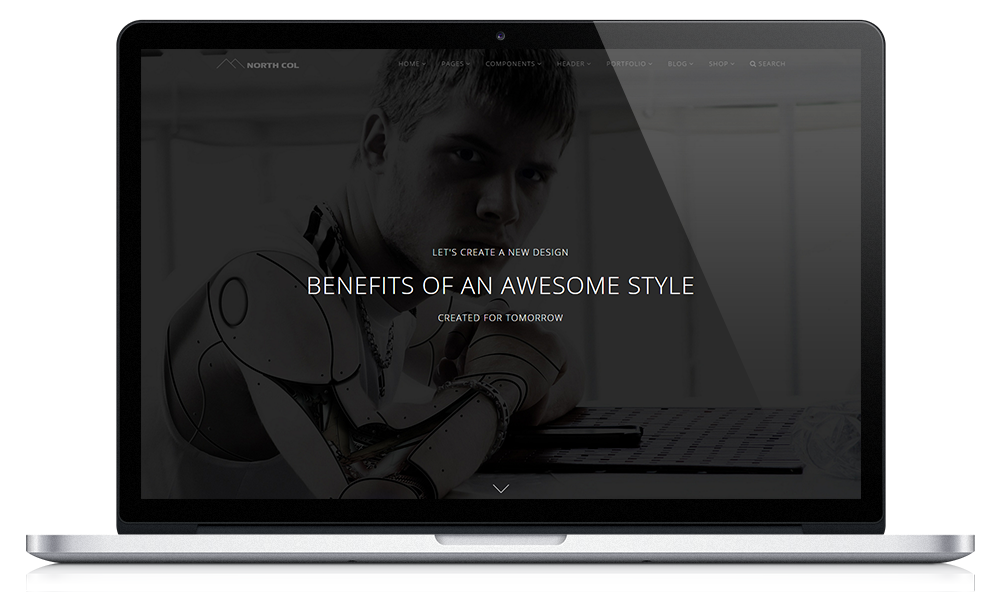 NORTH COL HOME PAGES COMPONENTS HEADER PORTFOLIO BLOG SHOP SEARCH
LET'S CREATE A NEW DESIGN
BENEFITS OF AN AWESOME STYLE
CREATED FOR TOMORROW